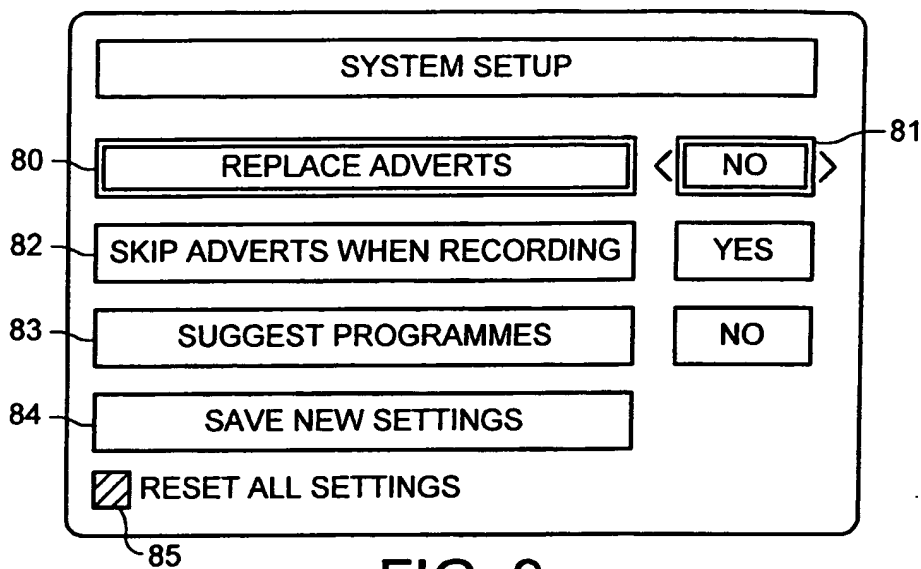 SYSTEM SETUP
80 REPLACE ADVERTS < NO > 81
82 SKIP ADVERTS WHEN RECORDING YES
83 SUGGEST PROGRAMMES NO
84 SAVE NEW SETTINGS
RESET ALL SETTINGS
85